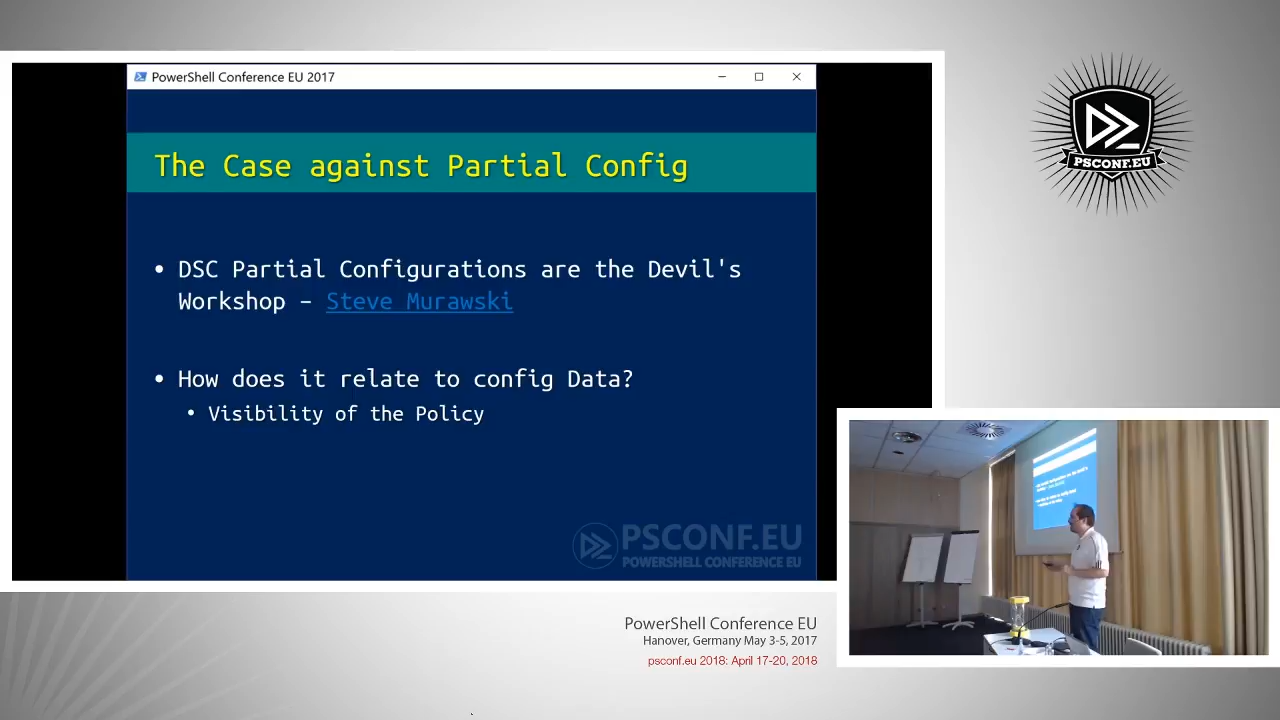 PowerShell Conference EU 2017
The Case against Partial Config
• DSC Partial Configurations are the Devil's
Workshop – Steve Murawski
• How does it relate to config Data?
• Visibility of the Policy
PSCONF.EU
POWERSHELL CONFERENCE EU
PSCONF.EU
PowerShell Conference EU
Hanover, Germany May 3-5, 2017
psconf.eu 2018: April 17-20, 2018